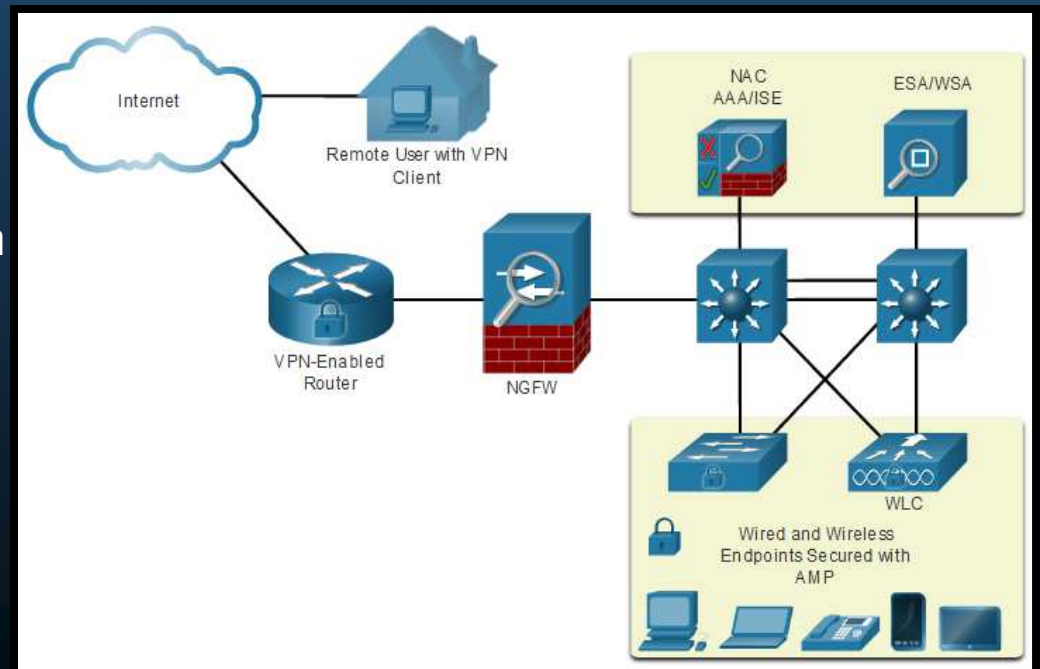 Internet
Remote User with VPN
Client
NAC
AAA/ISE
ESA/WSA
VPN-Enabled
Router
NGFW
WLC
Wired and Wireless
Endpoints Secured with
AMP